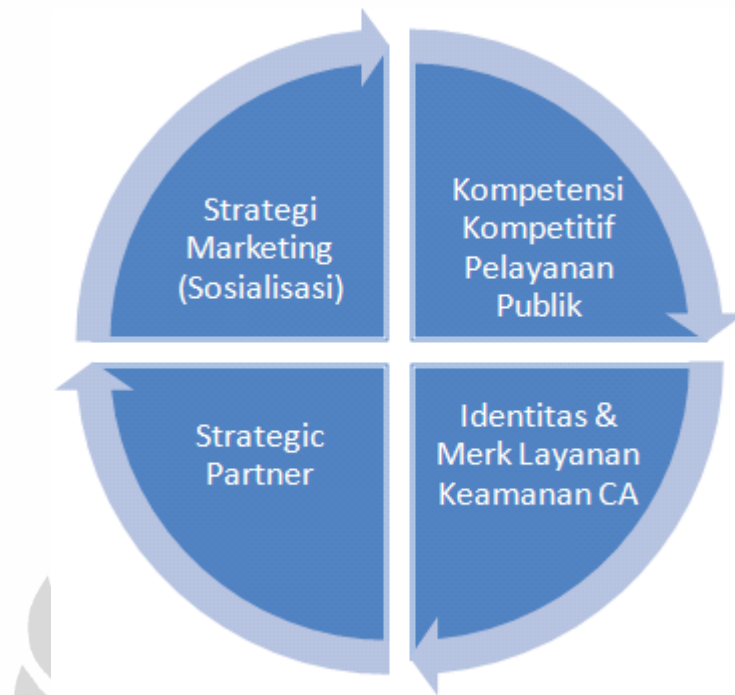 Strategi
Marketing
(Sosialisasi)
Kompetensi
Kompetitif
Pelayanan
Publik
Strategic
Partner
Identitas &
Merk Layanan
Keamanan CA